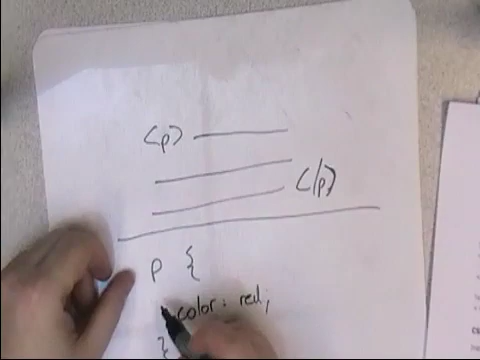 <p>
</p>
p {
color: red;
}